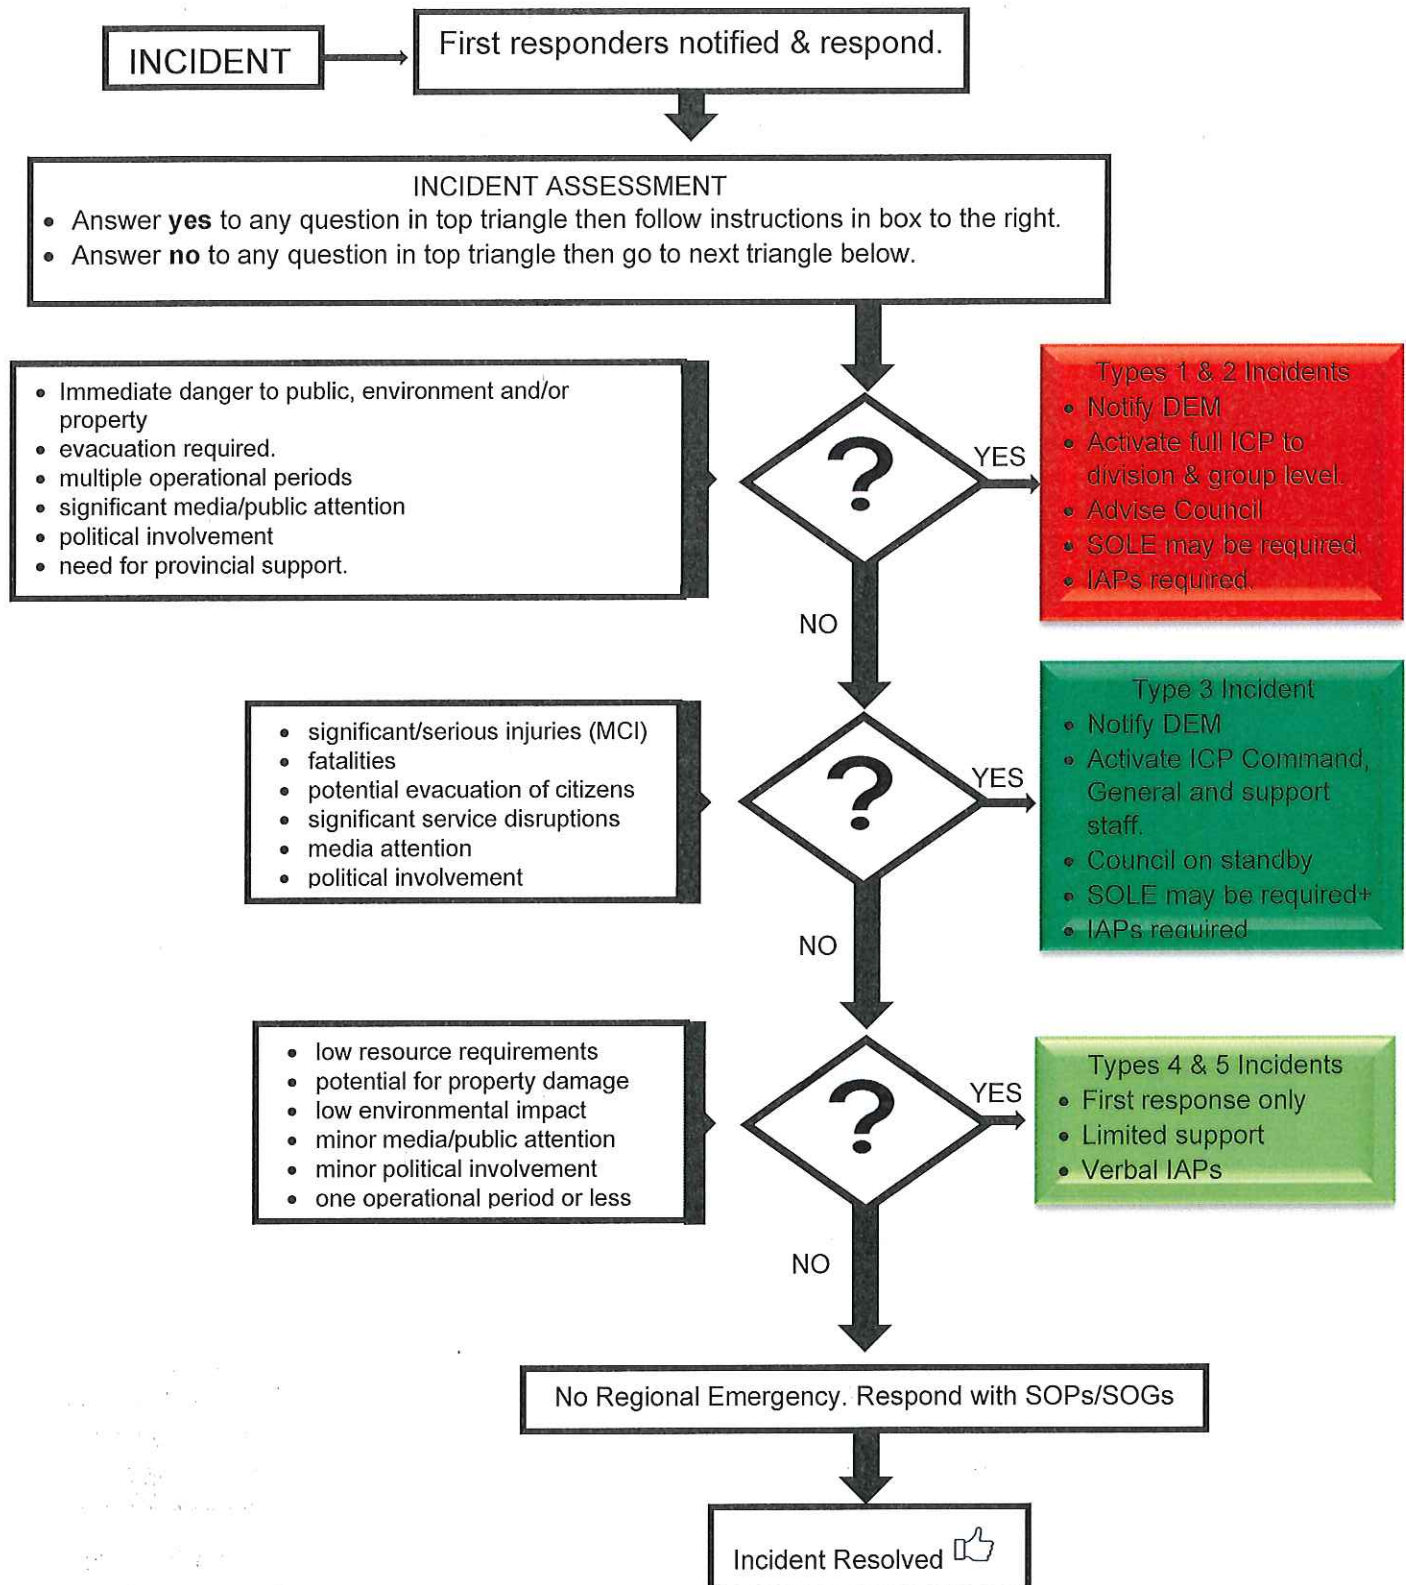 INCIDENT
First responders notified & respond.
INCIDENT ASSESSMENT
• Answer yes to any question in top triangle then follow instructions in box to the right.
• Answer no to any question in top triangle then go to next triangle below.
• Immediate danger to public, environment and/or
property
• evacuation required.
• multiple operational periods
• significant media/public attention
• political involvement
• need for provincial support.
?
YES
Types 1 & 2 Incidents
• Notify DEM
• Activate full ICP to
division & group level.
• Advise Council
• SOLE may be required.
• IAPs required.
NO
• significant/serious injuries (MCI)
• fatalities
• potential evacuation of citizens
• significant service disruptions
• media attention
• political involvement
?
YES
Type 3 Incident
• Notify DEM
• Activate ICP Command,
General and support
staff.
• Council on standby
• SOLE may be required+
• IAPs required
NO
• low resource requirements
• potential for property damage
• low environmental impact
• minor media/public attention
• minor political involvement
• one operational period or less
?
YES
Types 4 & 5 Incidents
• First response only
• Limited support
• Verbal IAPs
NO
No Regional Emergency. Respond with SOPs/SOGs
Incident Resolved